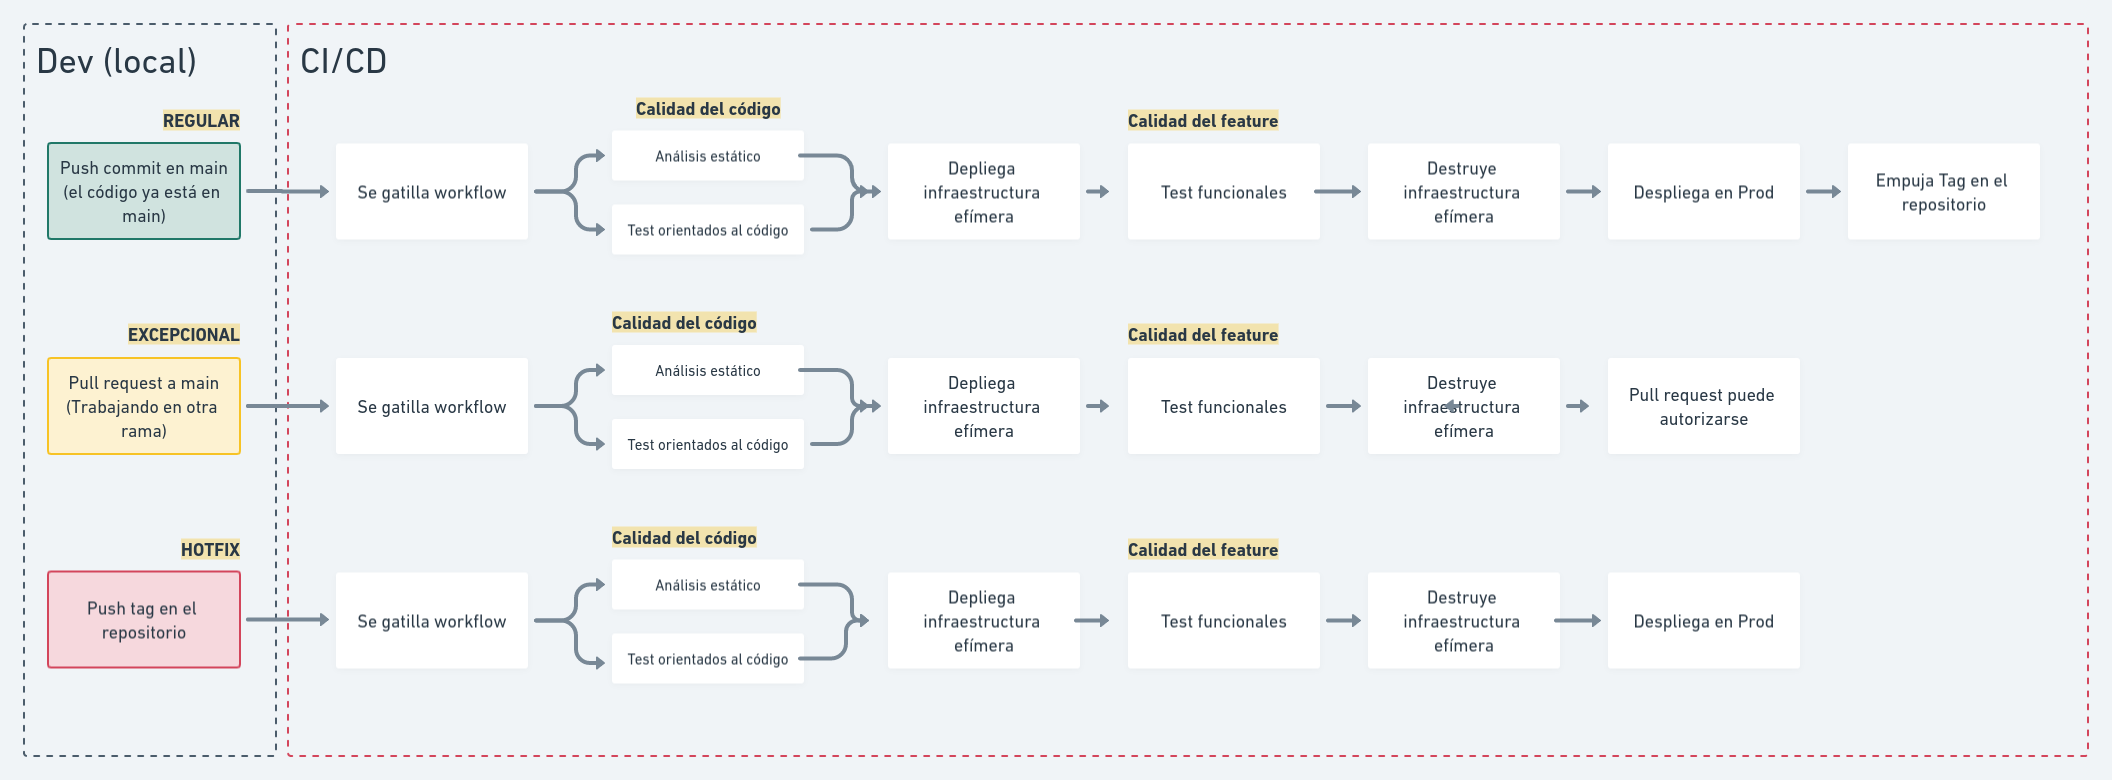 Dev (local)
CI/CD
REGULAR
Push commit en main
(el código ya está en
main)
Se gatilla workflow
Calidad del código
Análisis estático
Test orientados al código
Depliega
infraestructura
efímera
Calidad del feature
Test funcionales
Destruye
infraestructura
efímera
Despliega en Prod
Empuja Tag en el
repositorio
EXCEPCIONAL
Pull request a main
(Trabajando en otra
rama)
Se gatilla workflow
Calidad del código
Análisis estático
Test orientados al código
Depliega
infraestructura
efímera
Calidad del feature
Test funcionales
Destruye
infraestructura
efímera
Pull request puede
autorizarse
HOTFIX
Push tag en el
repositorio
Se gatilla workflow
Calidad del código
Análisis estático
Test orientados al código
Depliega
infraestructura
efímera
Calidad del feature
Test funcionales
Destruye
infraestructura
efímera
Despliega en Prod